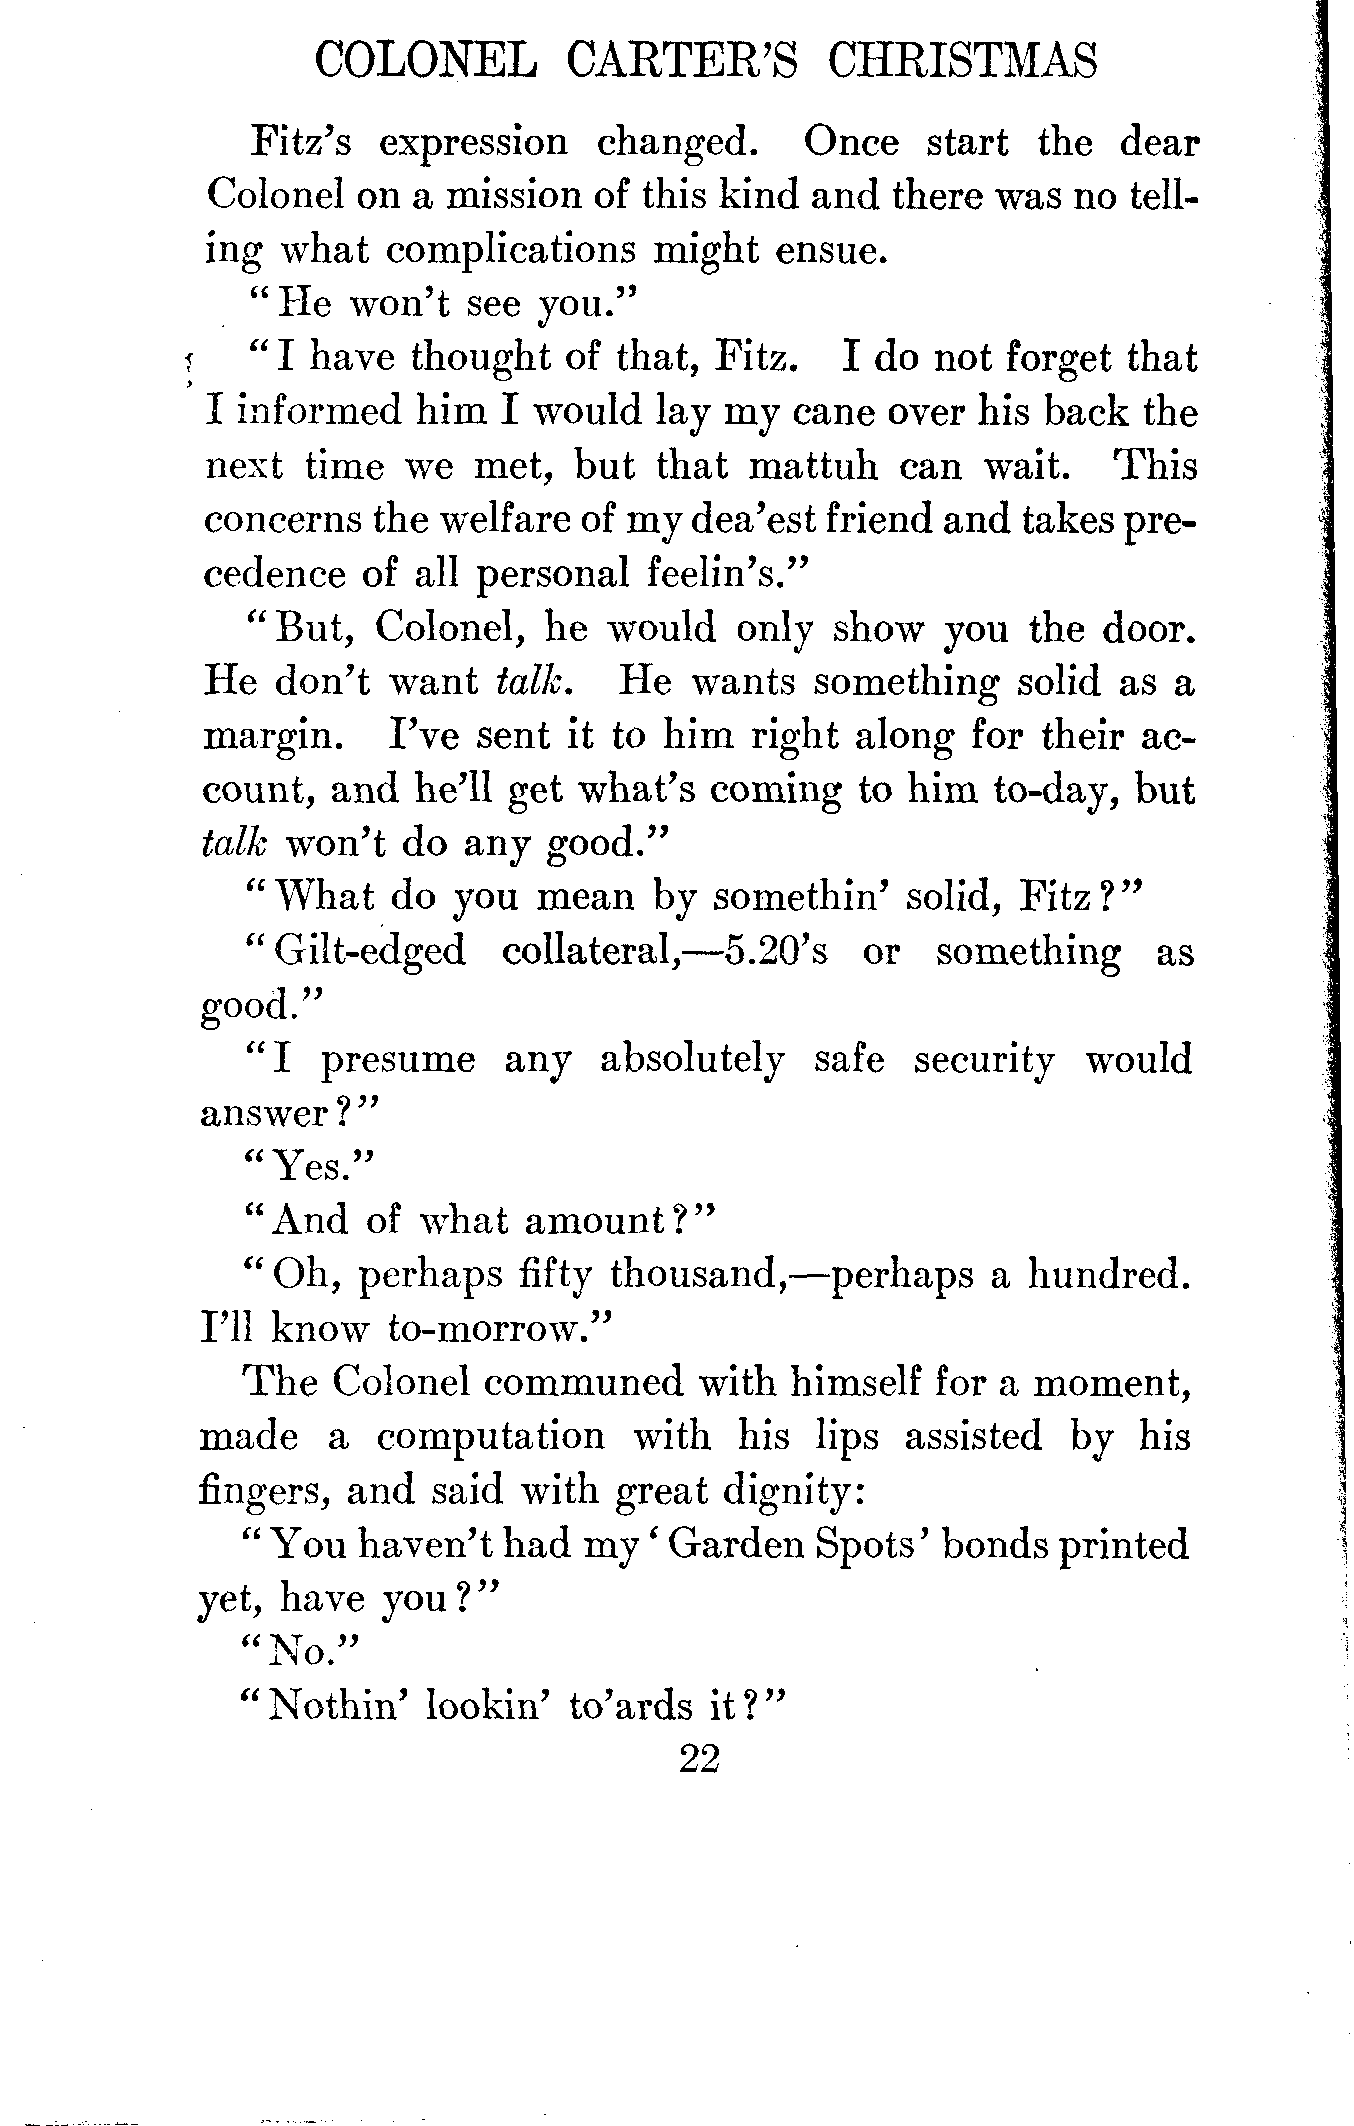 COLONEL CARTER'S CHRISTMAS
Fitz's expression changed. Once start the dear
Colonel on a mission of this kind and there was no tell-
ing what complications might ensue.
"He won't see you."
"I have thought of that, Fitz. I do not forget that
I informed him I would lay my cane over his back the
next time we met, but that mattuh can wait. This
concerns the welfare of my dea'est friend and takes pre-
cedence of all personal feelin's."
"But, Colonel, he would only show you the door.
He don't want talk. He wants something solid as a
margin. I've sent it to him right along for their ac-
count, and he'll get what's coming to him to-day, but
talk won't do any good."
"What do you mean by somethin' solid, Fitz?"
"Gilt-edged collateral,—5.20's or something as
good."
"I presume any absolutely safe security would
answer?"
"Yes."
"And of what amount?"
"Oh, perhaps fifty thousand,—perhaps a hundred.
I'll know to-morrow."
The Colonel communed with himself for a moment,
made a computation with his lips assisted by his
fingers, and said with great dignity:
"You haven't had my 'Garden Spots' bonds printed
yet, have you?"
"No."
"Nothin' lookin' to'ards it?"
22